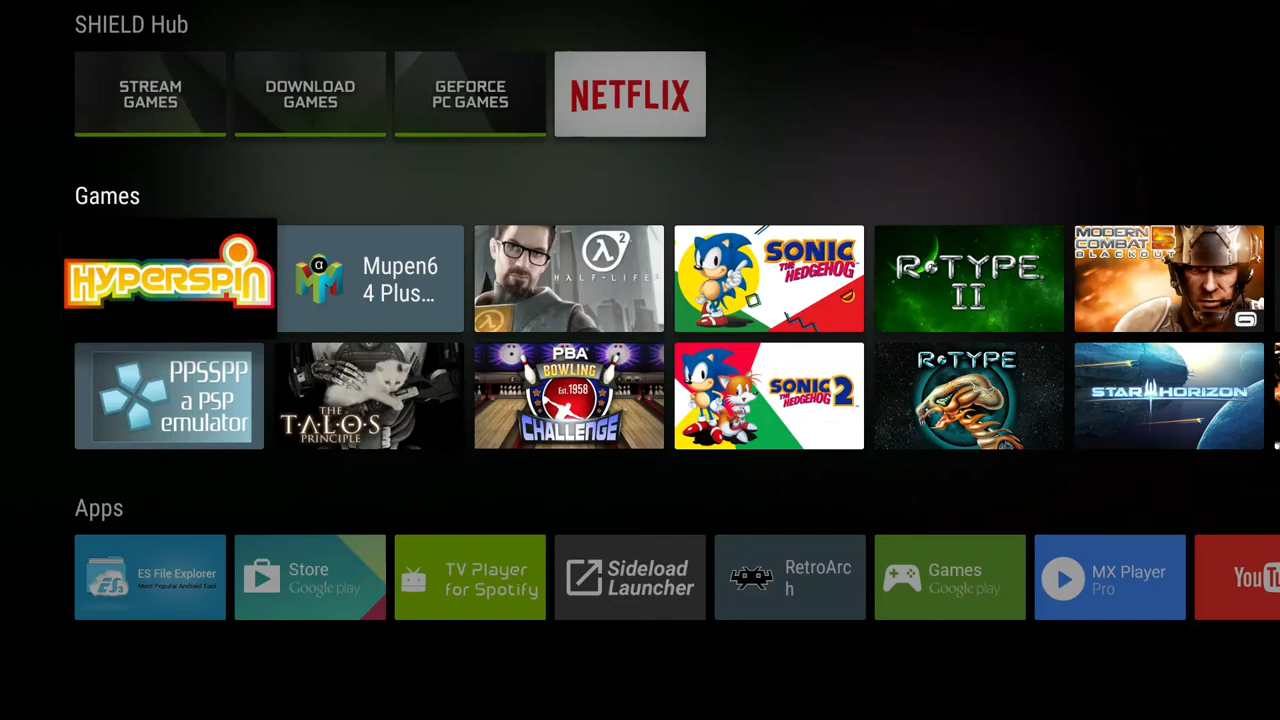 SHIELD Hub
STREAM
GAMES
DOWNLOAD
GAMES
GEFORCE
PC GAMES
NETFLIX
Games
HYPERSPIN
α
Mupen6
4 Plus...
λ2
HALF-LIFE
SONIC
THE
HEDGEHOG
R•TYPE
II
MODERN
COMBAT 5
BLACKOUT
PPSSPP
a PSP
emulator
THE
TALOS
PRINCIPLE
PBA
BOWLING
Est. 1958
CHALLENGE
SONIC
THE
HEDGEHOG 2
R•TYPE
STAR HORIZON
Apps
ES
3
ES File Explorer
Most Popular Android Tool
Store
Google play
TV Player
for Spotify
Sideload
Launcher
RetroArc
h
Games
Google play
MX Player
Pro
YouTu